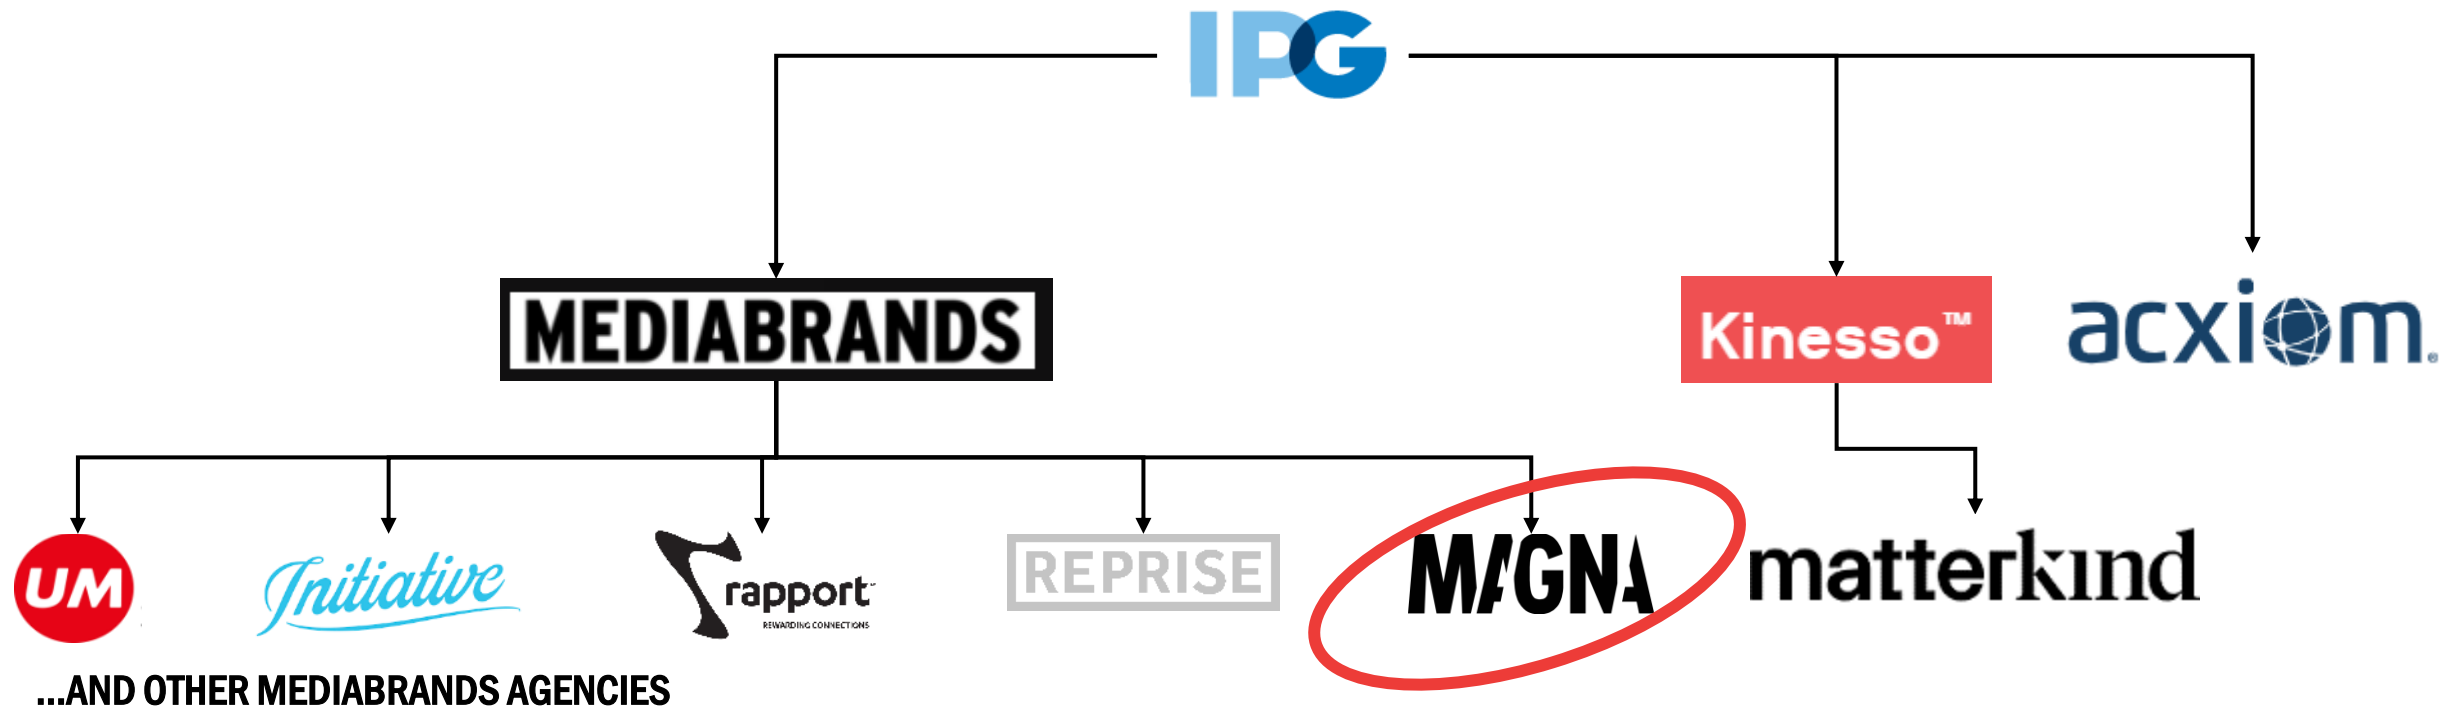 IPG
MEDIABRANDS
Kinesso™
acxiom®
UM
Initiative
rapport
REWARDING CONNECTIONS
REPRISE
MAGNA
matterkind
...AND OTHER MEDIABRANDS AGENCIES